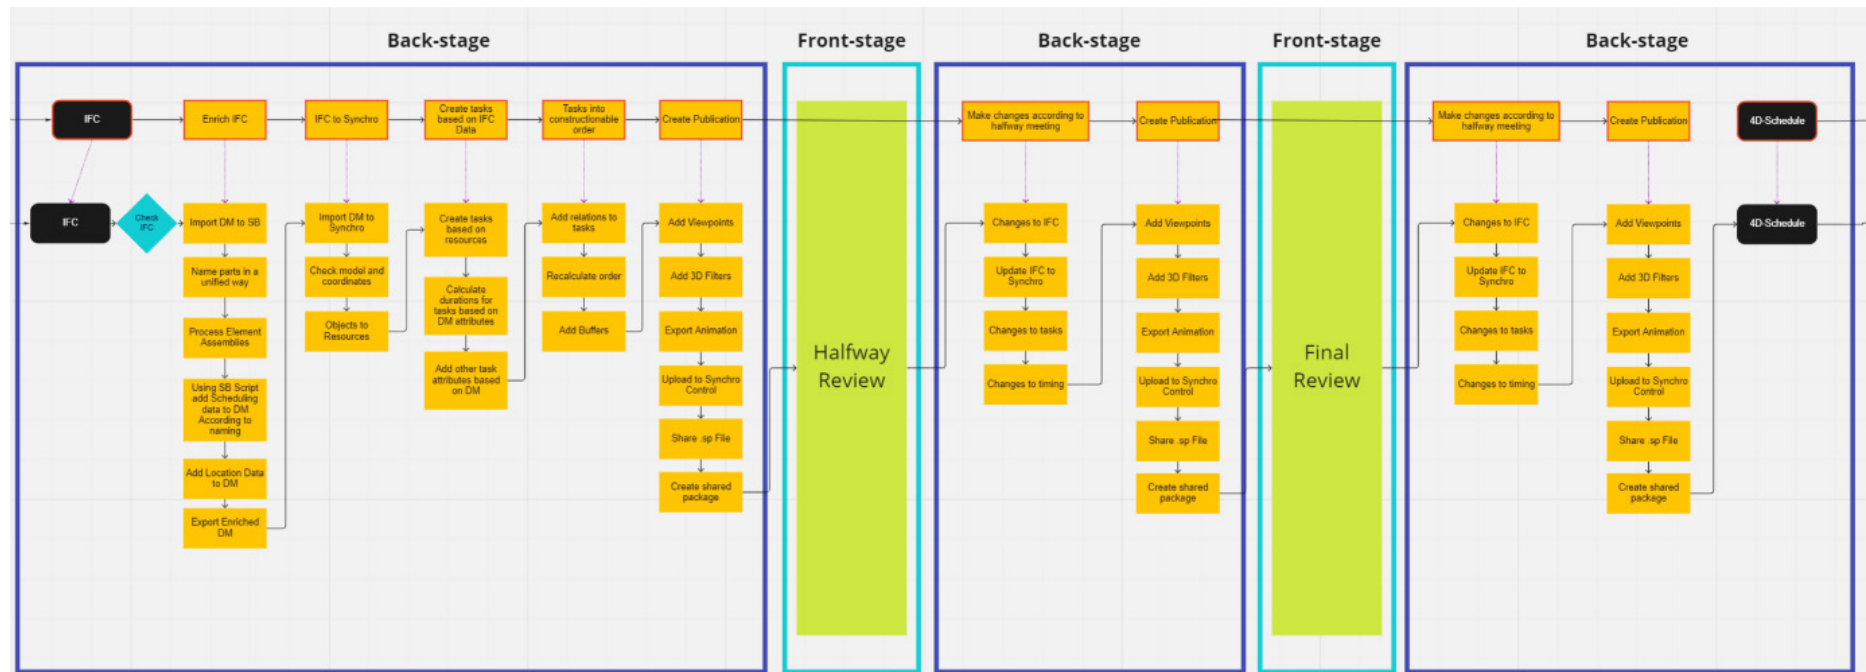 Back-stage
Front-stage
Back-stage
Front-stage
Back-stage
IFC
Enrich IFC
IFC to Synchro
Create tasks
based on IFC
Data
Tasks into
constructionable
order
Create Publication
Make changes according to
halfway meeting
Create Publication
Make changes according to
halfway meeting
Create Publication
4D-Schedule
IFC
Check
IFC
Import DM to SB
Name parts in a
unified way
Process Element
Assemblies
Using SB Script
add Scheduling
data to DM
According to
naming
Add Location Data
to DM
Export Enriched
DM
Import DM to
Synchro
Check model and
coordinates
Objects to
Resources
Create tasks
based on
resources
Calculate
durations for
tasks based on
DM attributes
Add other task
attributes based
on DM
Add relations to
tasks
Recalculate order
Add Buffers
Add Viewpoints
Add 3D Filters
Export Animation
Upload to Synchro
Control
Share .sp File
Create shared
package
Halfway
Review
Changes to IFC
Update IFC to
Synchro
Changes to tasks
Changes to timing
Add Viewpoints
Add 3D Filters
Export Animation
Upload to Synchro
Control
Share .sp File
Create shared
package
Final
Review
Changes to IFC
Update IFC to
Synchro
Changes to tasks
Changes to timing
Add Viewpoints
Add 3D Filters
Export Animation
Upload to Synchro
Control
Share .sp File
Create shared
package
4D-Schedule